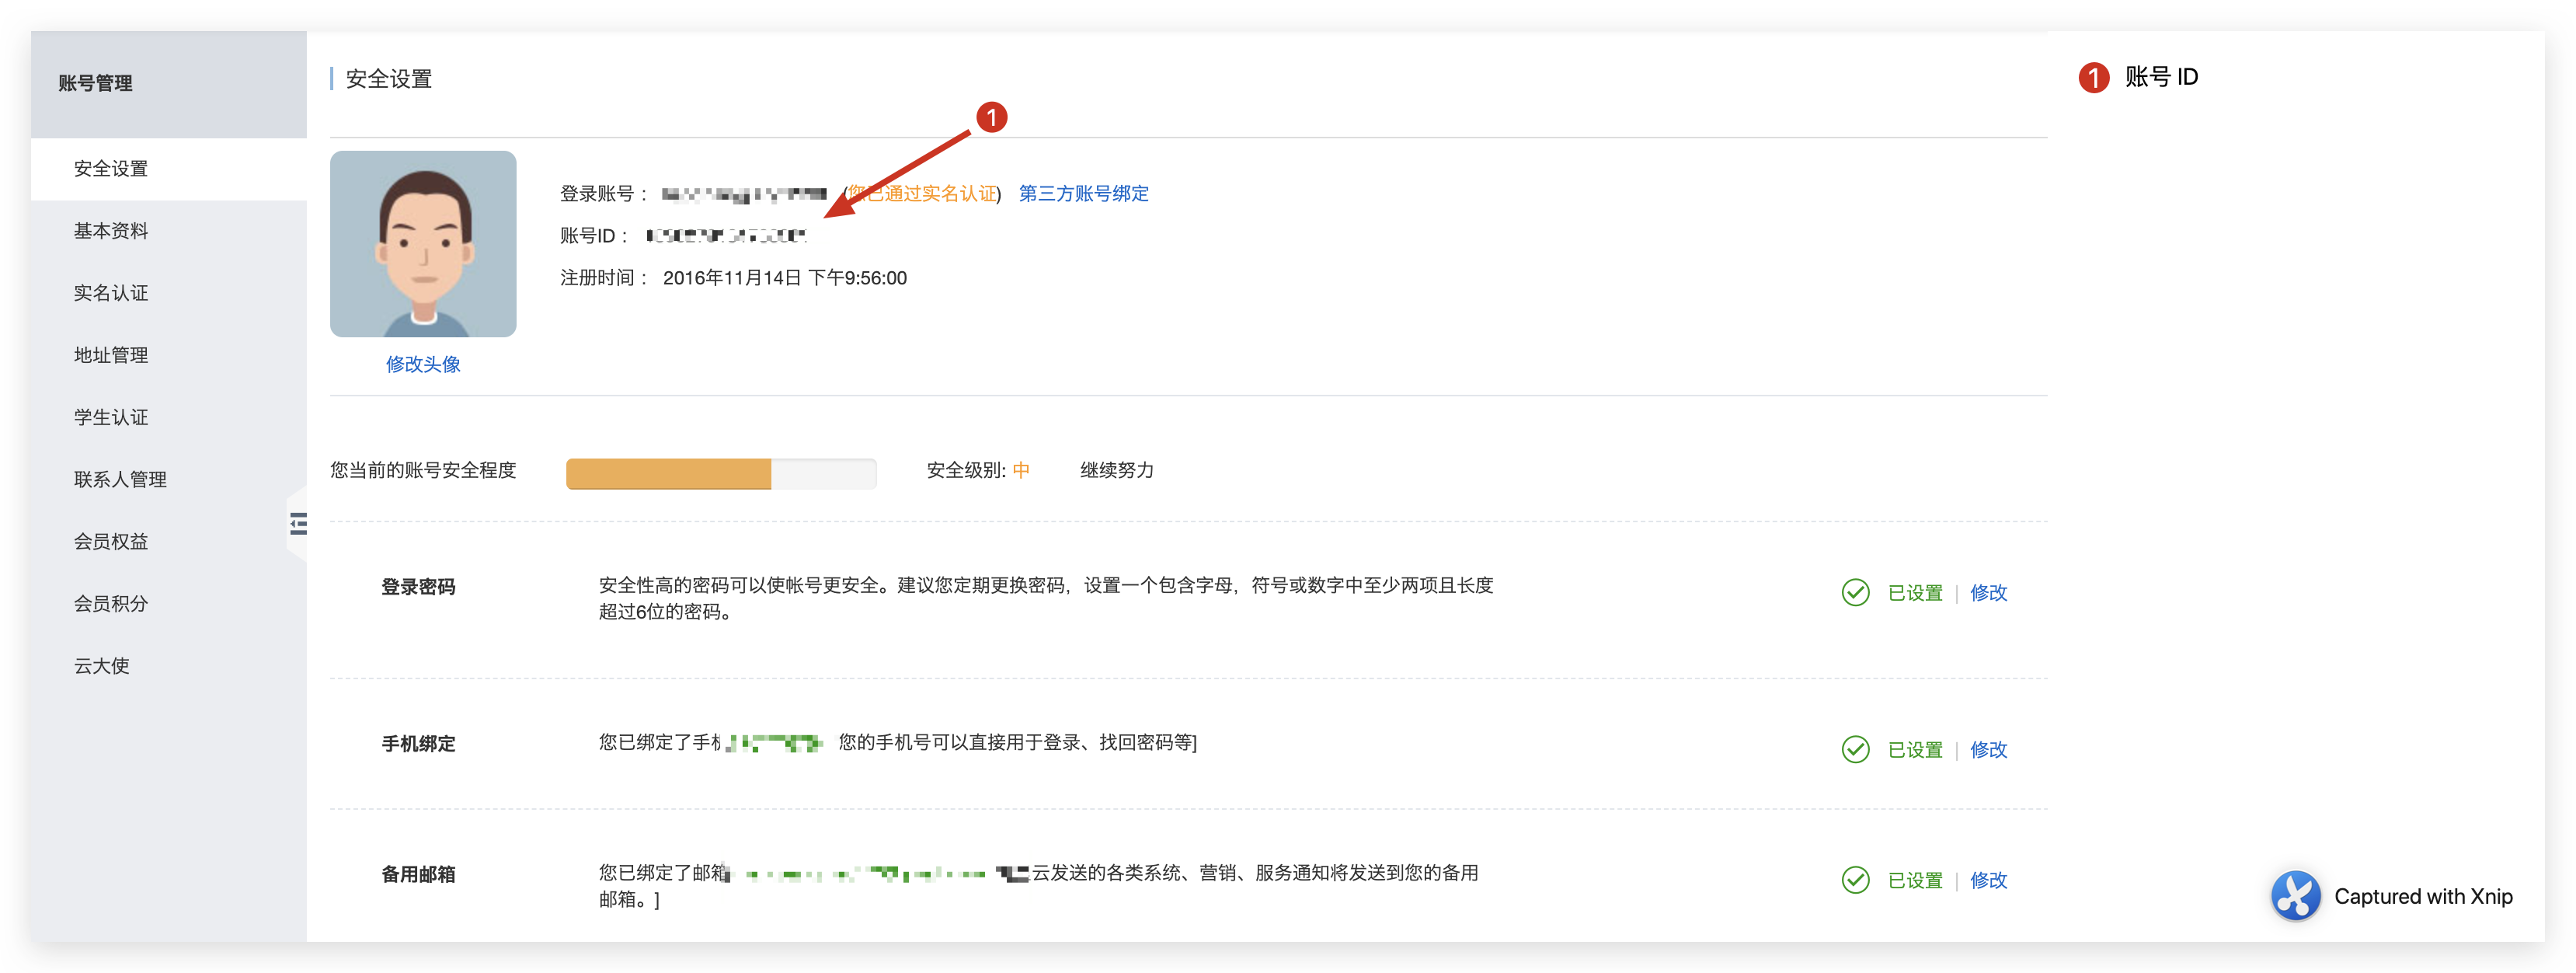 账号管理
安全设置
基本资料
实名认证
地址管理
学生认证
联系人管理
会员权益
会员积分
云大使
安全设置
1
登录账号： (您已通过实名认证) 第三方账号绑定
账号ID：
注册时间： 2016年11月14日 下午9:56:00
修改头像
您当前的账号安全程度 安全级别: 中 继续努力
登录密码
安全性高的密码可以使帐号更安全。建议您定期更换密码，设置一个包含字母，符号或数字中至少两项且长度
超过6位的密码。
已设置 | 修改
手机绑定
您已绑定了手机 您的手机号可以直接用于登录、找回密码等]
已设置 | 修改
备用邮箱
您已绑定了邮箱 云发送的各类系统、营销、服务通知将发送到您的备用
邮箱。]
已设置 | 修改
1 账号 ID
Captured with Xnip